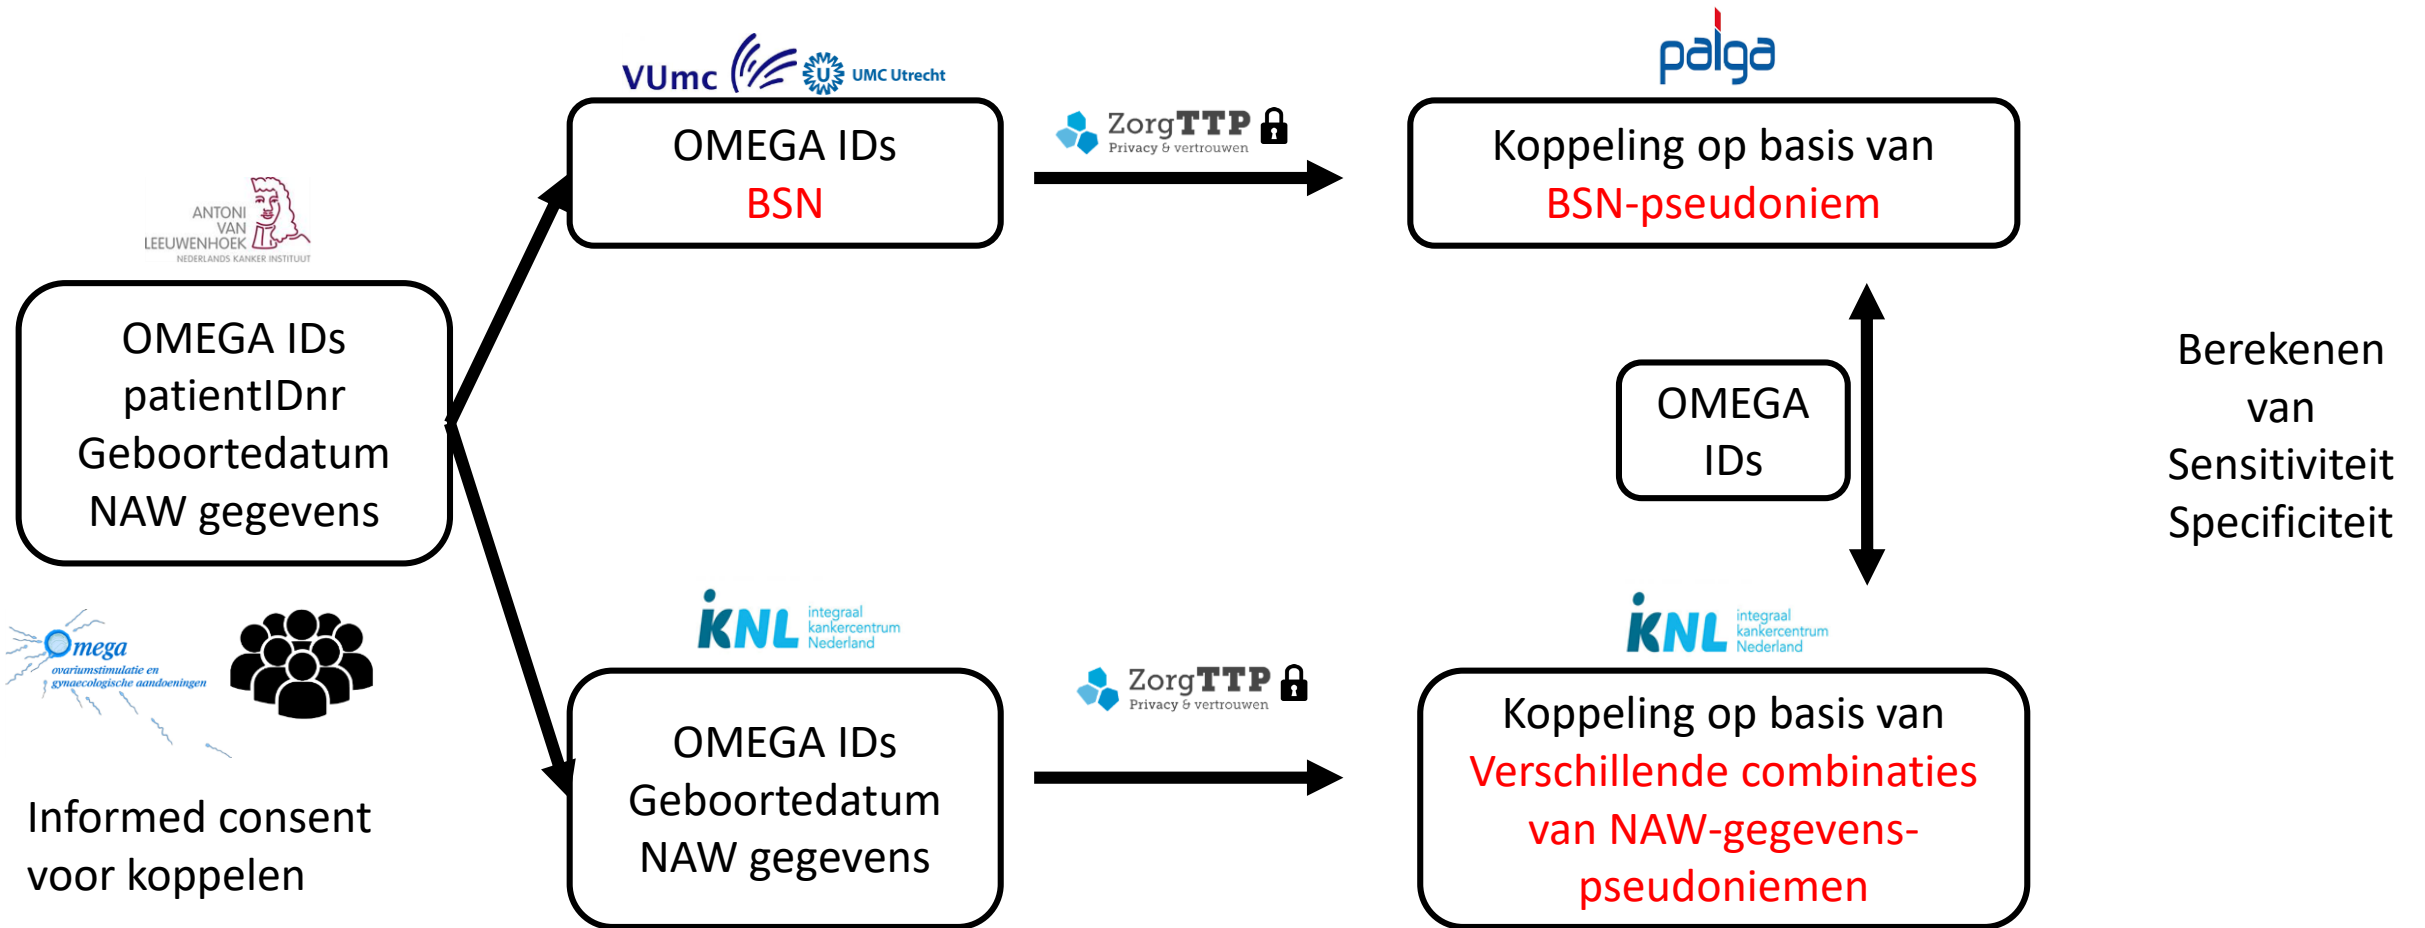 ANTONI
VAN
LEEUWENHOEK
NEDERLANDS KANKER INSTITUUT
OMEGA IDs
patientIDnr
Geboortedatum
NAW gegevens
Omega
ovariumstimulatie en
gynaecologische aandoeningen
Informed consent
voor koppelen
VUmc
U
UMC Utrecht
OMEGA IDs
BSN
ZorgTTP
Privacy & vertrouwen
palga
Koppeling op basis van
BSN-pseudoniem
OMEGA
IDs
Berekenen
van
Sensitiviteit
Specificiteit
iKNL
integraal
kankercentrum
Nederland
OMEGA IDs
Geboortedatum
NAW gegevens
ZorgTTP
Privacy & vertrouwen
iKNL
integraal
kankercentrum
Nederland
Koppeling op basis van
Verschillende combinaties
van NAW-gegevens-
pseudoniemen